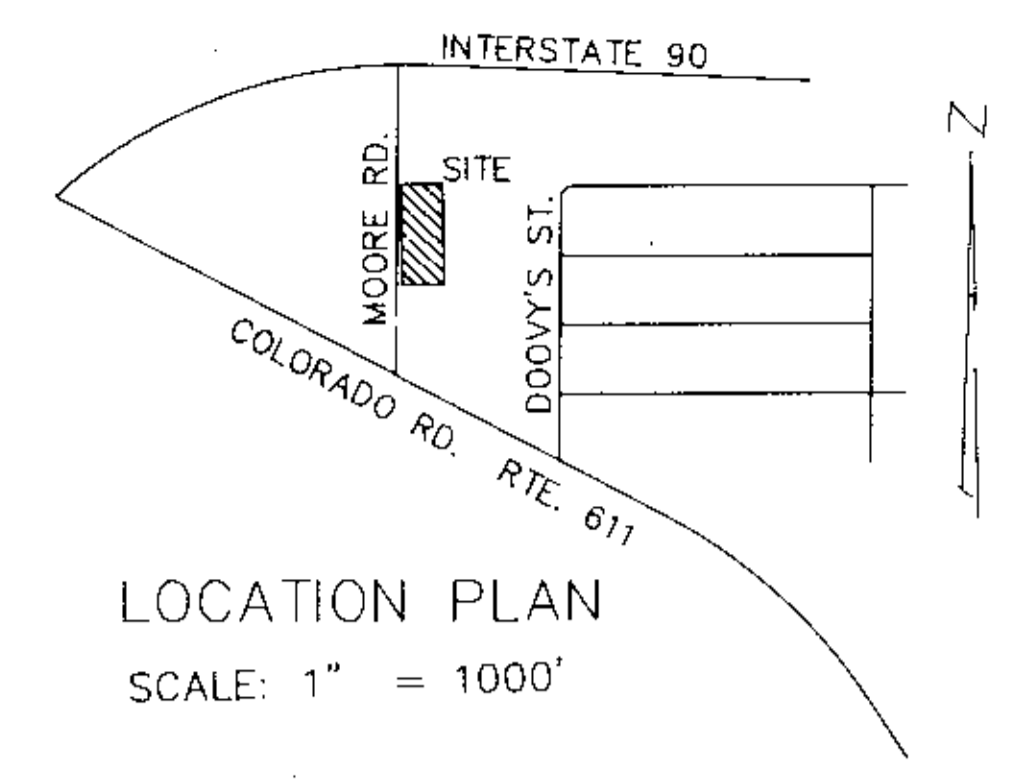 INTERSTATE 90
N
MOORE RD.
SITE
DOOVY'S ST.
COLORADO RD. RTE. 611
LOCATION PLAN
SCALE: 1" = 1000'